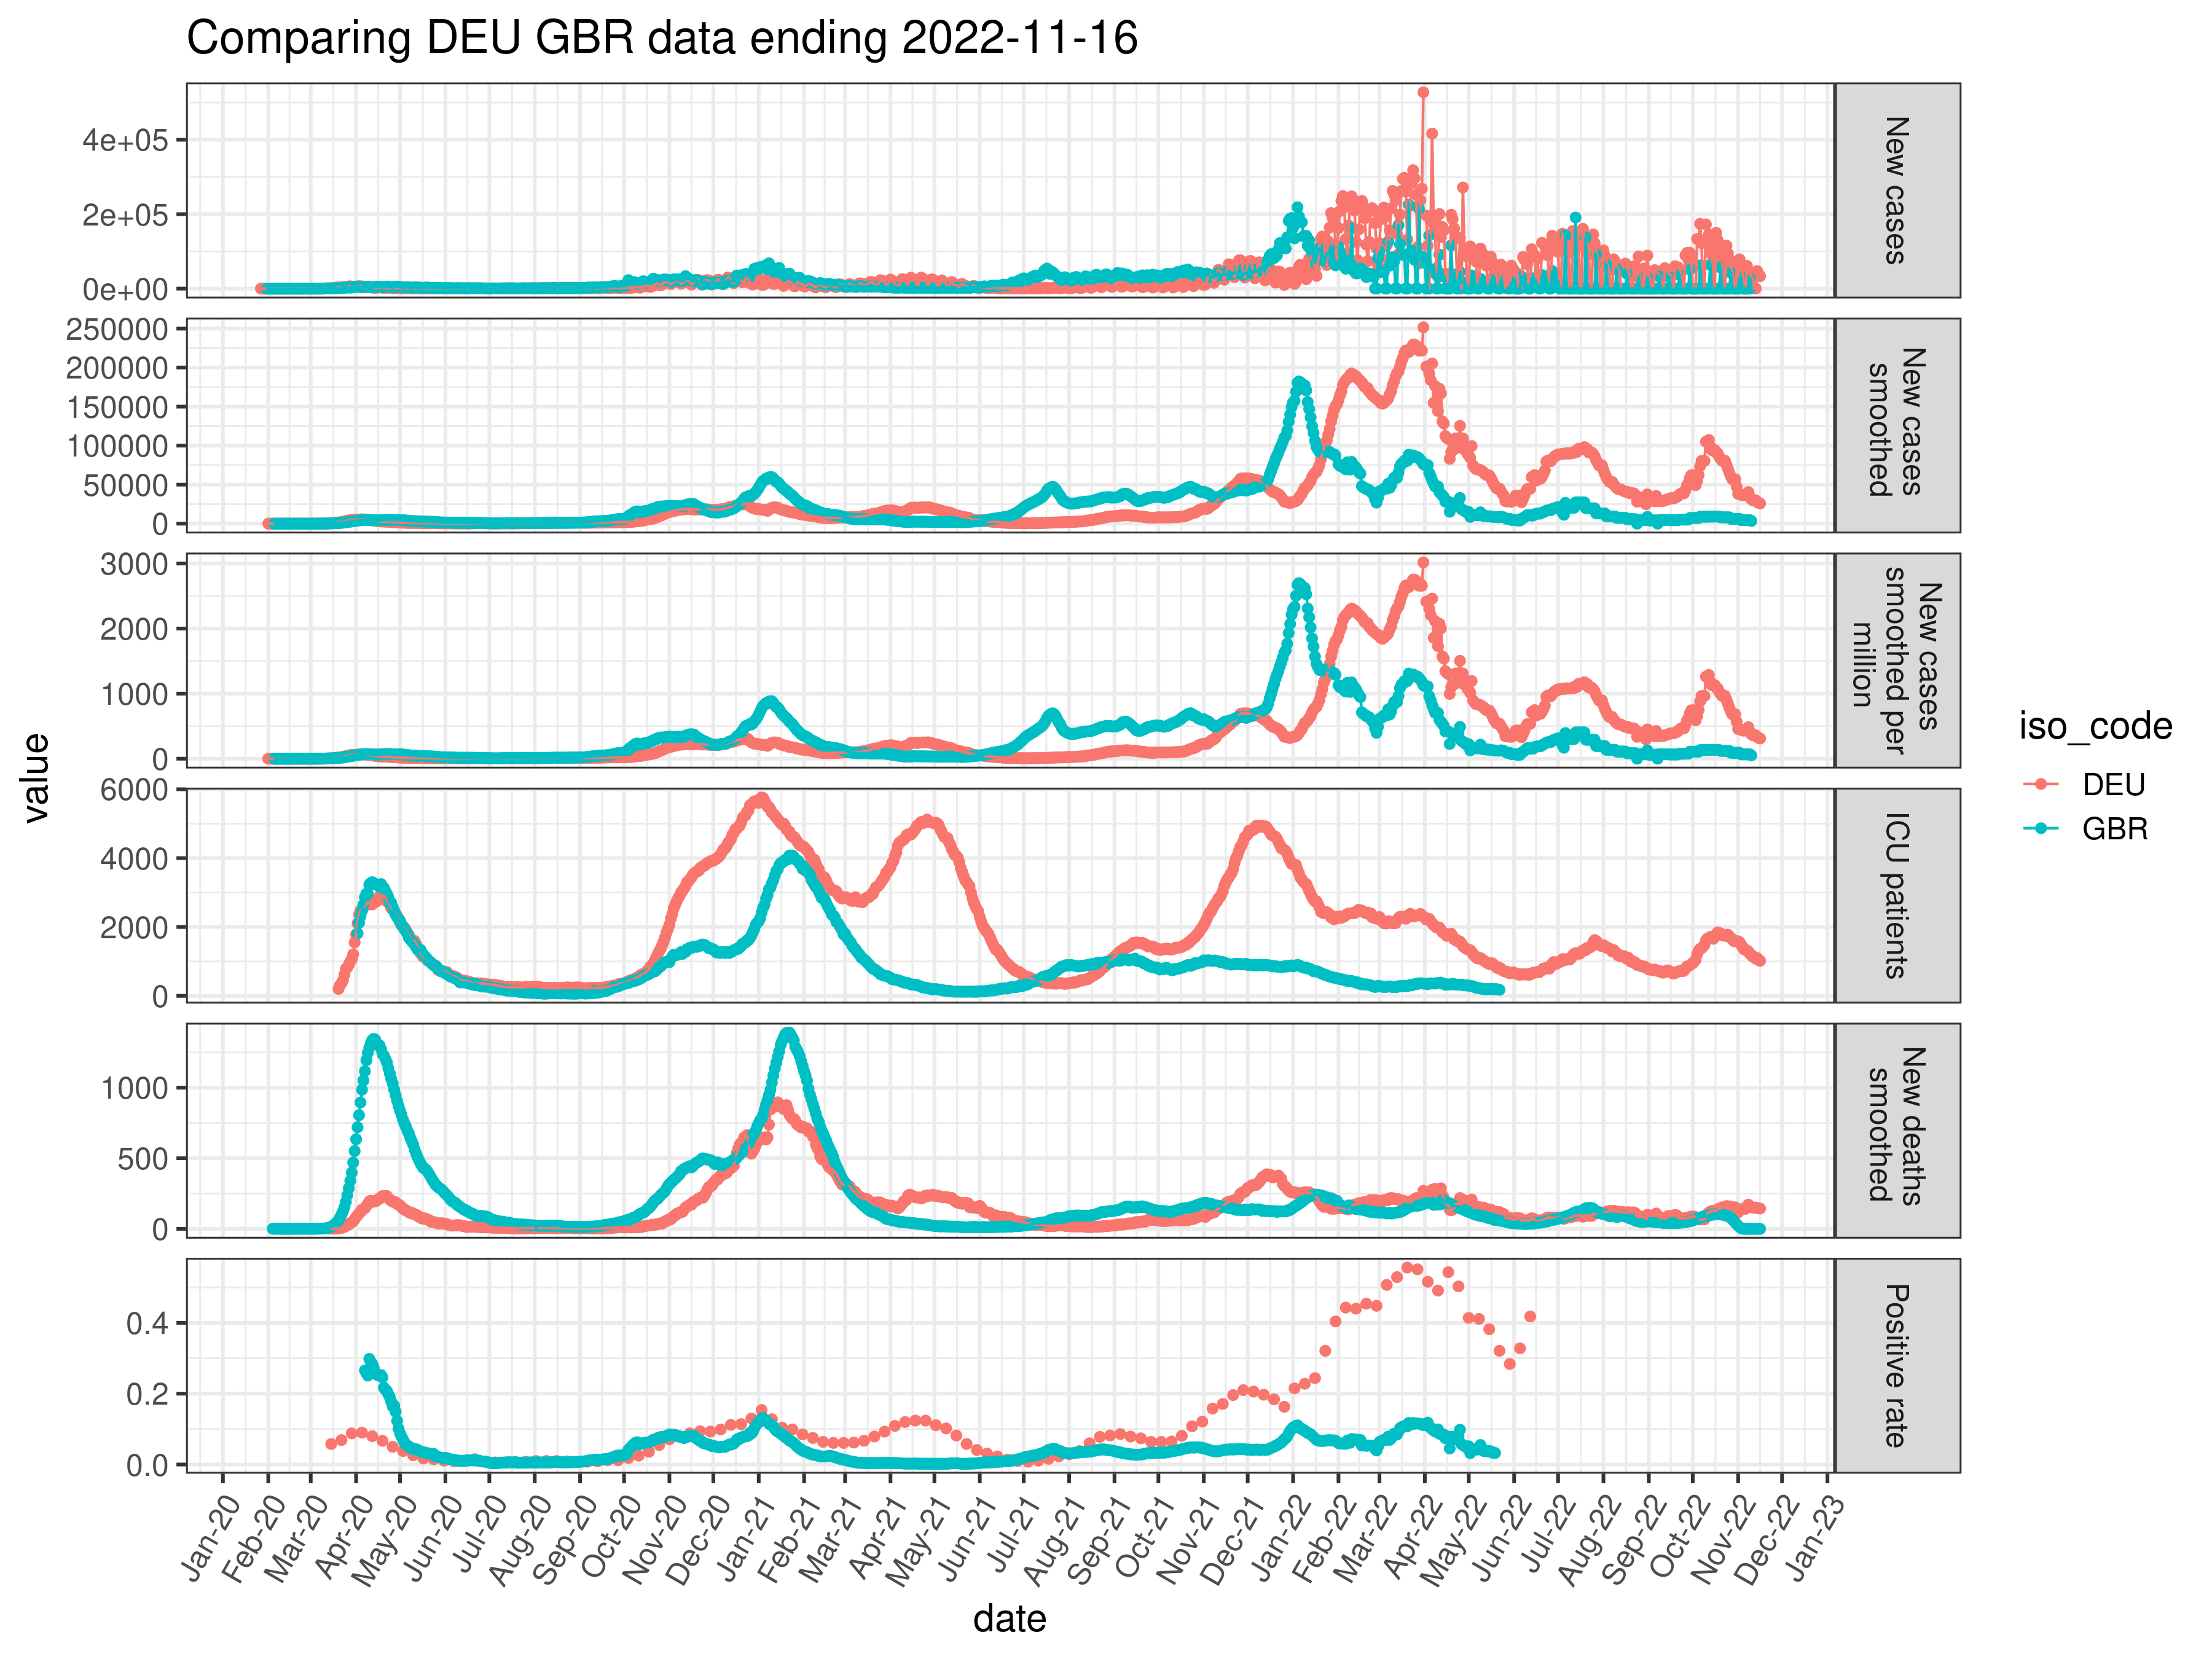 Comparing DEU GBR data ending 2022-11-16
value
4e+05
2e+05
0e+00
New cases
250000
200000
150000
100000
50000
0
New cases
smoothed
3000
2000
1000
0
New cases
smoothed per
million
6000
4000
2000
0
ICU patients
1000
500
0
New deaths
smoothed
0.4
0.2
0.0
Positive rate
Jan-20
Feb-20
Mar-20
Apr-20
May-20
Jun-20
Jul-20
Aug-20
Sep-20
Oct-20
Nov-20
Dec-20
Jan-21
Feb-21
Mar-21
Apr-21
May-21
Jun-21
Jul-21
Aug-21
Sep-21
Oct-21
Nov-21
Dec-21
Jan-22
Feb-22
Mar-22
Apr-22
May-22
Jun-22
Jul-22
Aug-22
Sep-22
Oct-22
Nov-22
Dec-22
Jan-23
date
iso_code
DEU
GBR